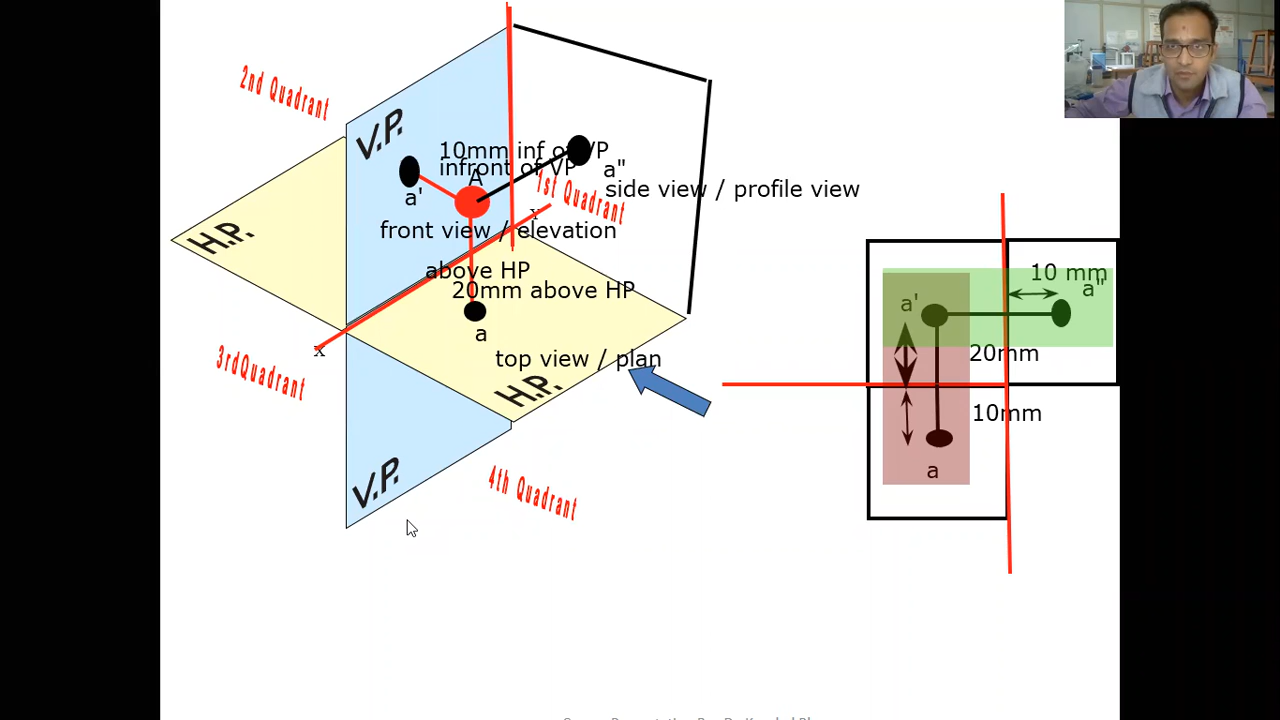 2nd Quadrant
V.P.
10mm inf of VP
infront of VP
A
a'
a"
1st Quadrant
side view / profile view
x
H.P.
front view / elevation
above HP
20mm above HP
a
x
3rdQuadrant
top view / plan
H.P.
V.P.
4th Quadrant
10 mm
a'
a"
20mm
10mm
a